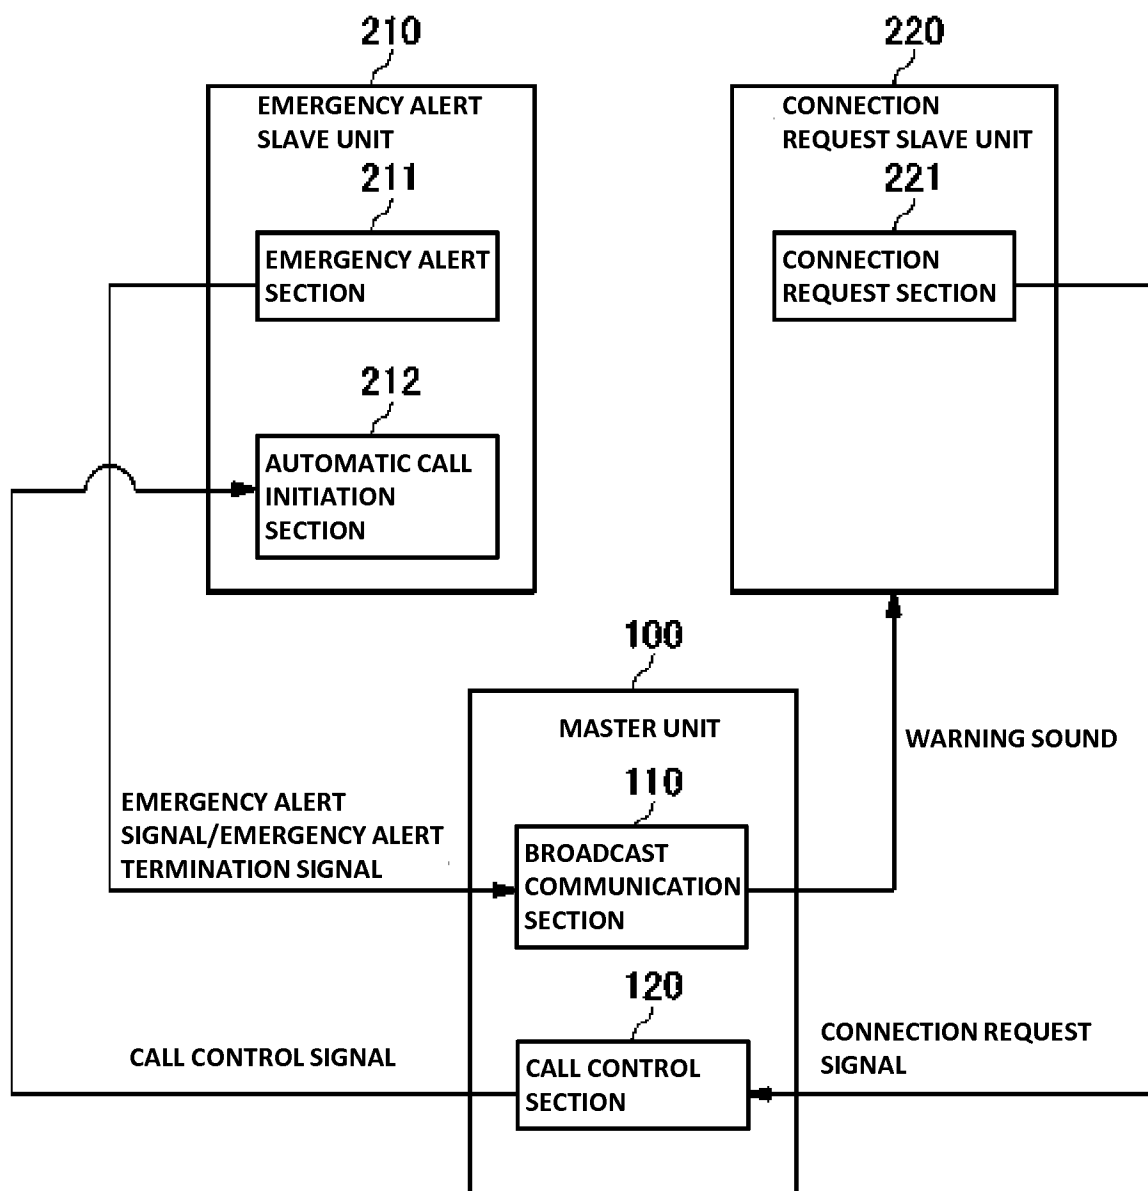 210
EMERGENCY ALERT
SLAVE UNIT
211
EMERGENCY ALERT
SECTION
212
AUTOMATIC CALL
INITIATION
SECTION
220
CONNECTION
REQUEST SLAVE UNIT
221
CONNECTION
REQUEST SECTION
100
MASTER UNIT
WARNING SOUND
110
EMERGENCY ALERT
SIGNAL/EMERGENCY ALERT
TERMINATION SIGNAL
BROADCAST
COMMUNICATION
SECTION
120
CALL CONTROL SIGNAL
CALL CONTROL
SECTION
CONNECTION REQUEST
SIGNAL